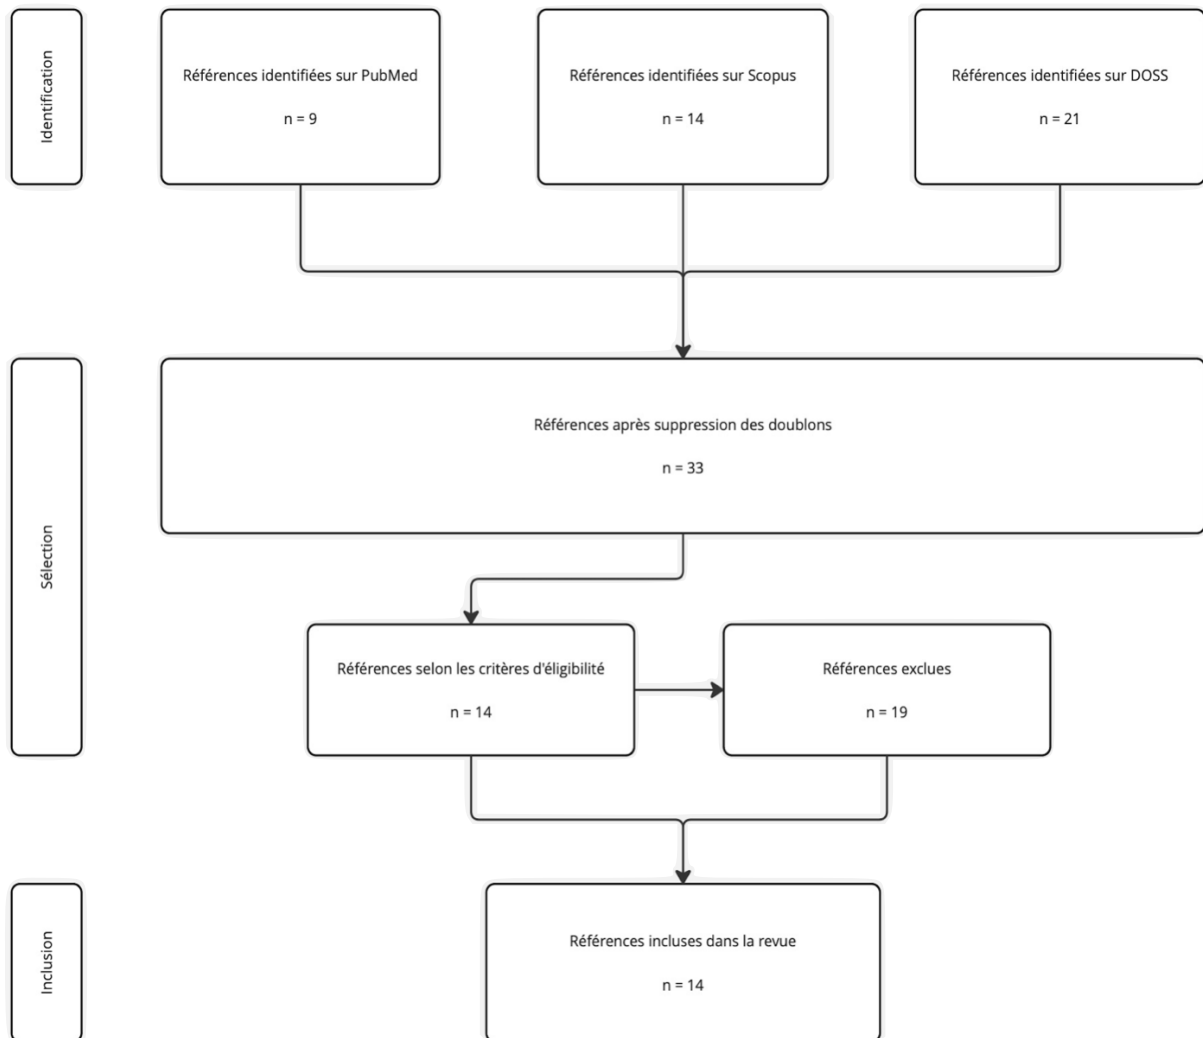 Identification
Références identifiées sur PubMed
n = 9
Références identifiées sur Scopus
n = 14
Références identifiées sur DOSS
n = 21
Sélection
Références après suppression des doublons
n = 33
Références selon les critères d'éligibilité
n = 14
Références exclues
n = 19
Inclusion
Références incluses dans la revue
n = 14